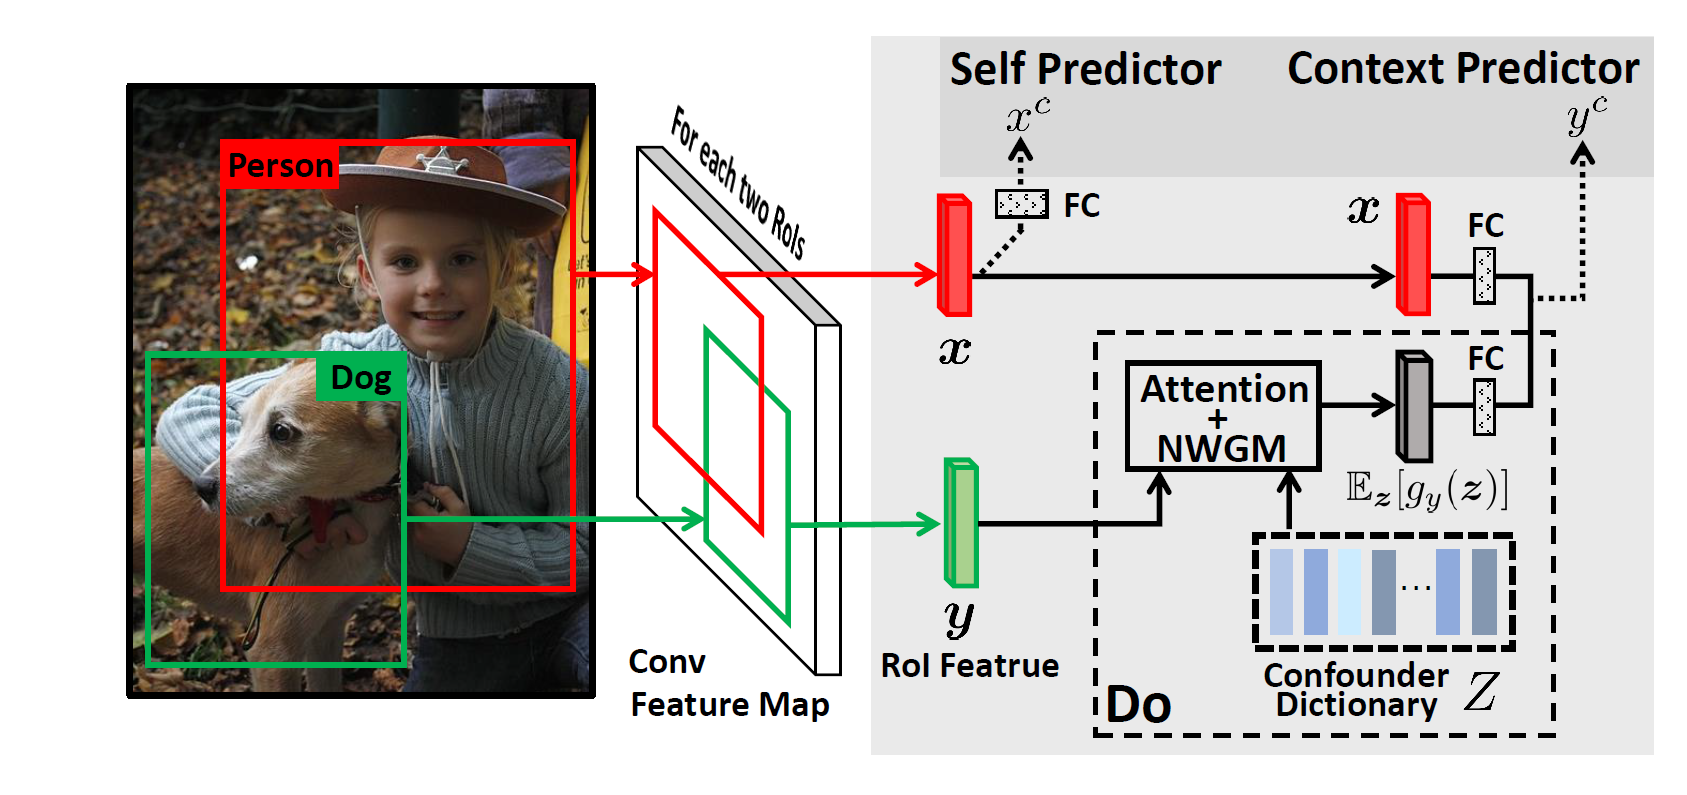 Person
Dog
For each two RoIs
Conv
Feature Map
Self Predictor
Context Predictor
x^c
y^c
FC
x
FC
x
FC
Attention
+
NWGM
𝔼_z[g_y(z)]
y
RoI Featrue
...
Confounder
Dictionary Z
Do